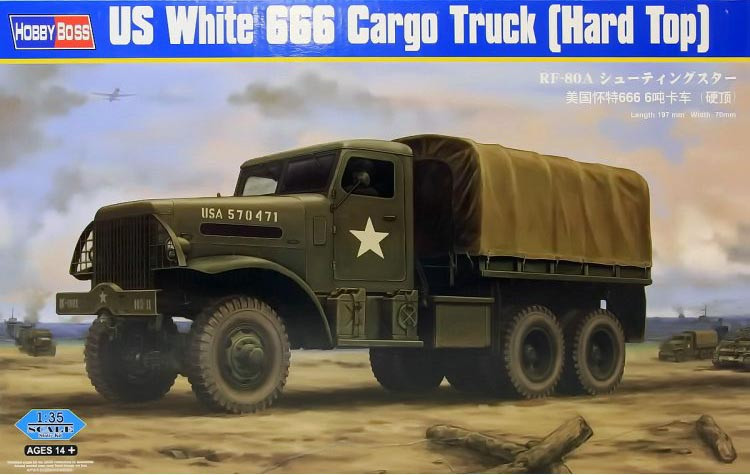 HOBBY BOSS
US White 666 Cargo Truck (Hard Top)
RF-80A シューティングスター
美国怀特666 6吨卡车（硬顶）
Length: 197 mm Width: 70mm
USA 570471
1:35
SCALE
AGES 14 +